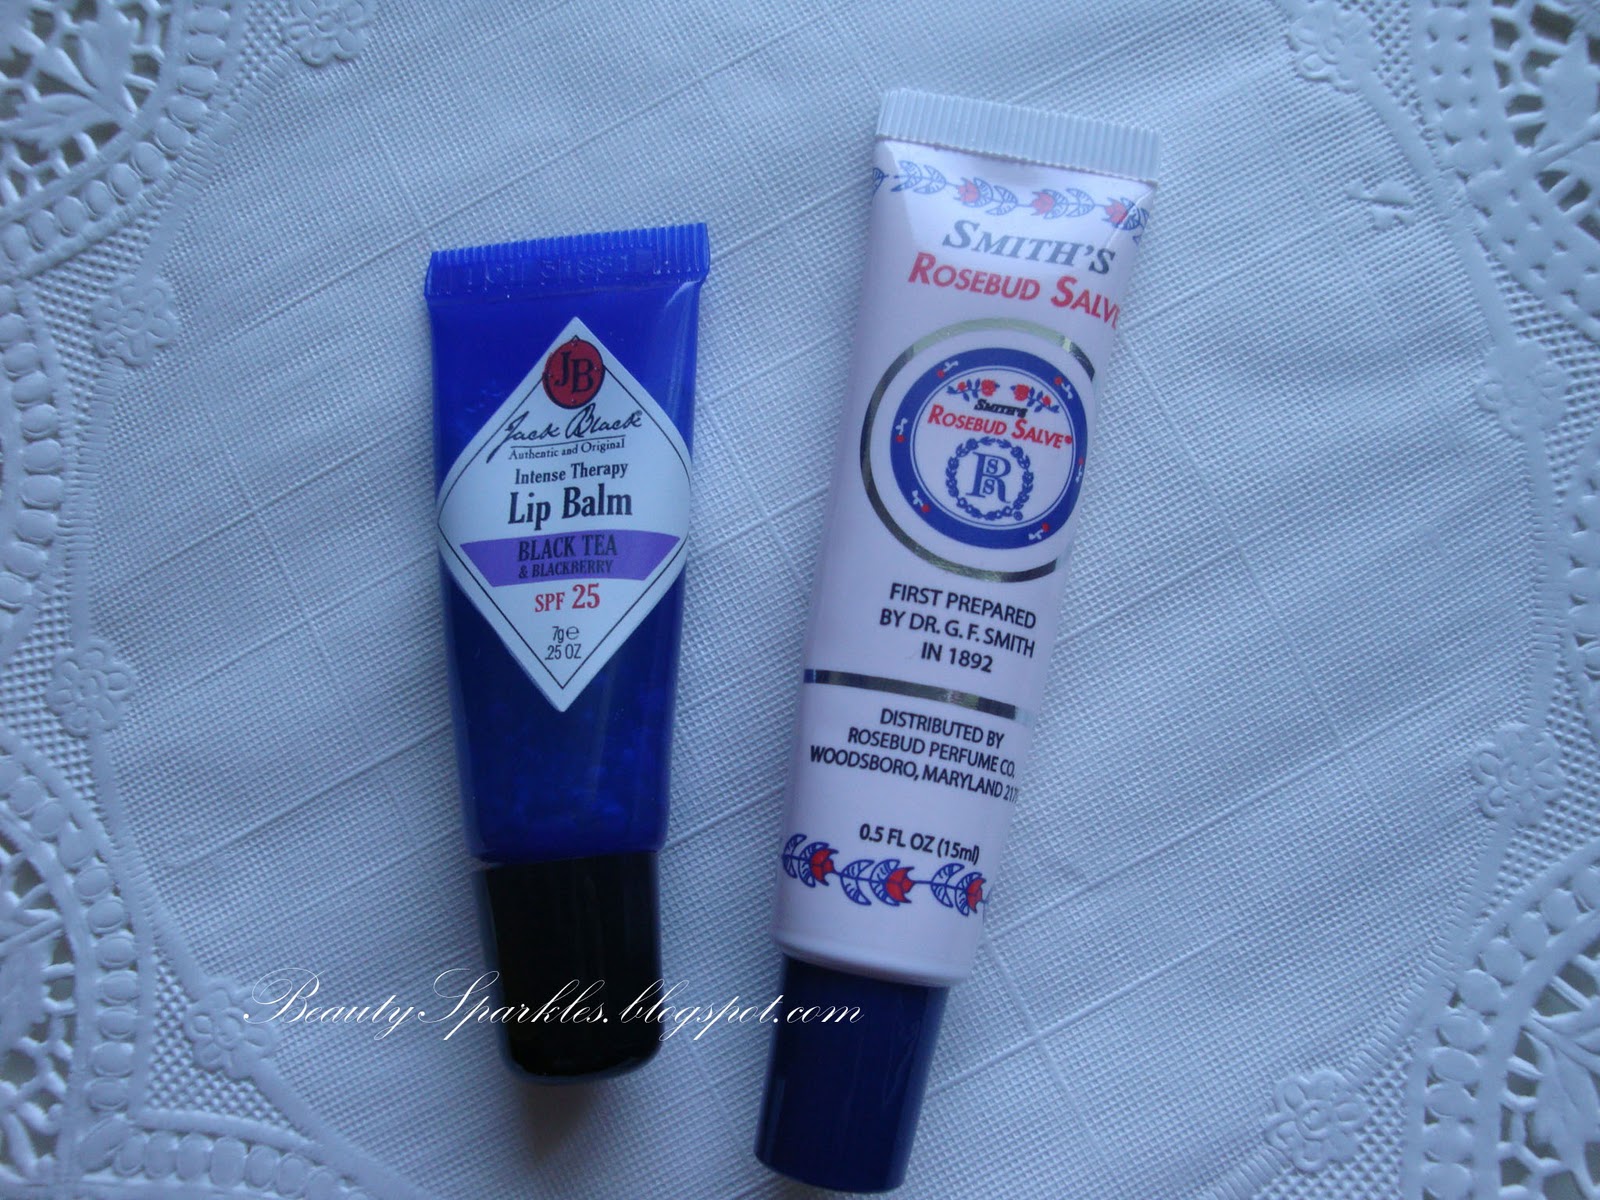 JB
Jack Black
Authentic and Original
Intense Therapy
Lip Balm
BLACK TEA
& BLACKBERRY
SPF 25
7g℮
.25 OZ
SMITH'S
ROSEBUD SALVE
SMITH'S
ROSEBUD SALVE®
RSS
FIRST PREPARED
BY DR. G. F. SMITH
IN 1892
DISTRIBUTED BY
ROSEBUD PERFUME CO.
WOODSBORO, MARYLAND
0.5 FL OZ (15ml)
BeautySparkles.blogspot.com